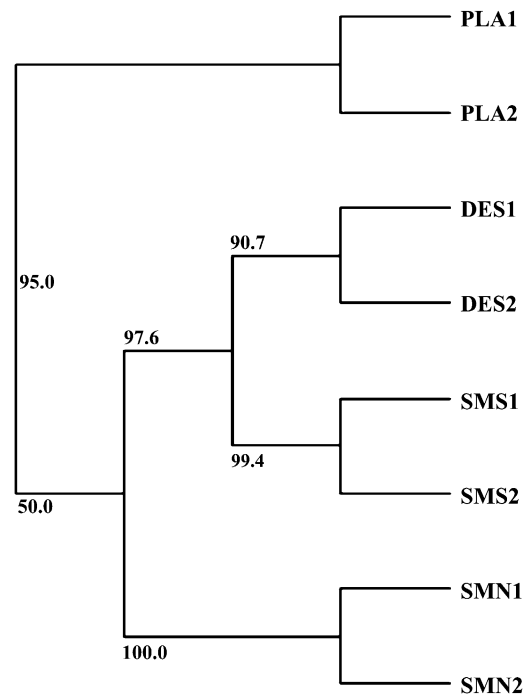 PLA1
PLA2
DES1
90.7
95.0
DES2
97.6
SMS1
99.4
SMS2
50.0
SMN1
100.0
SMN2